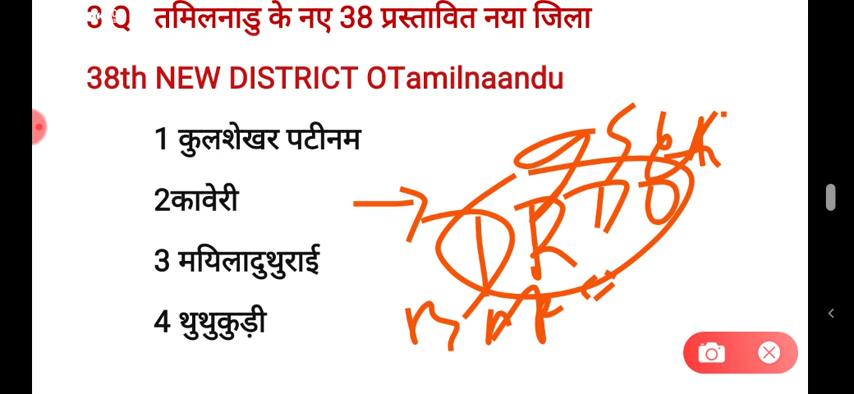 3 Q तमिलनाडु के नए 38 प्रस्तावित नया जिला
38th NEW DISTRICT OTamilnaandu
1 कुलशेखर पटीनम
2कावेरी
3 मयिलादुथुराई
4 थुथुकुड़ी
DRDO